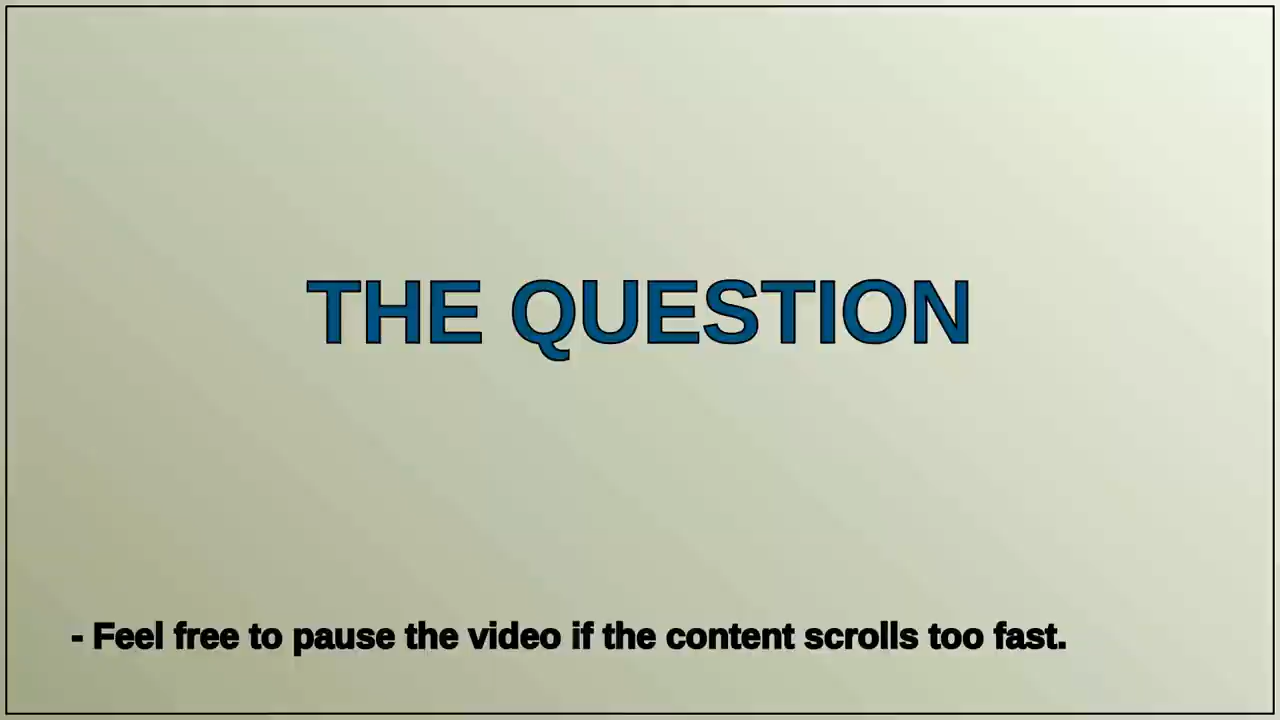 THE QUESTION
- Feel free to pause the video if the content scrolls too fast.